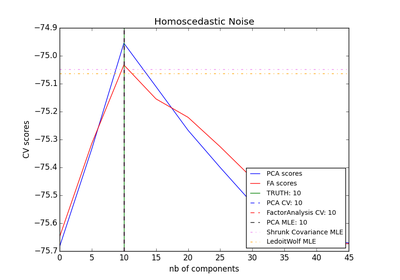 Homoscedastic Noise
CV scores
−74.9
−75.0
−75.1
−75.2
−75.3
−75.4
−75.5
−75.6
−75.7
PCA scores
FA scores
TRUTH: 10
PCA CV: 10
FactorAnalysis CV: 10
PCA MLE: 10
Shrunk Covariance MLE
LedoitWolf MLE
0 5 10 15 20 25 30 35 40 45
nb of components